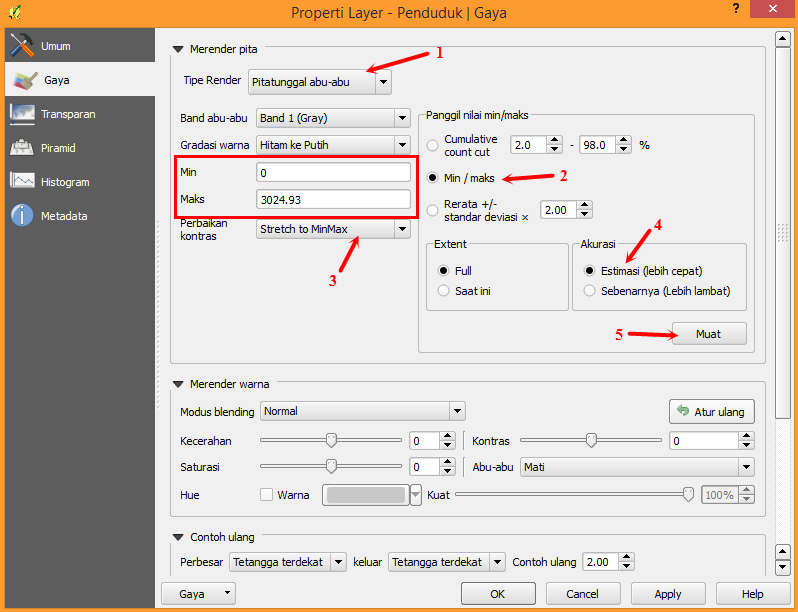 Properti Layer - Penduduk | Gaya
?
Umum
Gaya
Transparan
Piramid
Histogram
Metadata
Merender pita
1
Tipe Render Pitatunggal abu-abu
Band abu-abu Band 1 (Gray)
Gradasi warna Hitam ke Putih
Min 0
Maks 3024.93
Perbaikan
kontras
Stretch to MinMax
3
Panggil nilai min/maks
Cumulative
count cut
2.0 - 98.0 %
Min / maks
2
Rerata +/-
standar deviasi ×
2.00
Extent
Full
Saat ini
Akurasi
4
Estimasi (lebih cepat)
Sebenarnya (Lebih lambat)
5
Muat
Merender warna
Modus blending Normal
Atur ulang
Kecerahan 0 Kontras 0
Saturasi 0 Abu-abu Mati
Hue Warna Kuat 100%
Contoh ulang
Perbesar Tetangga terdekat keluar Tetangga terdekat Contoh ulang 2.00
Gaya
OK
Cancel
Apply
Help